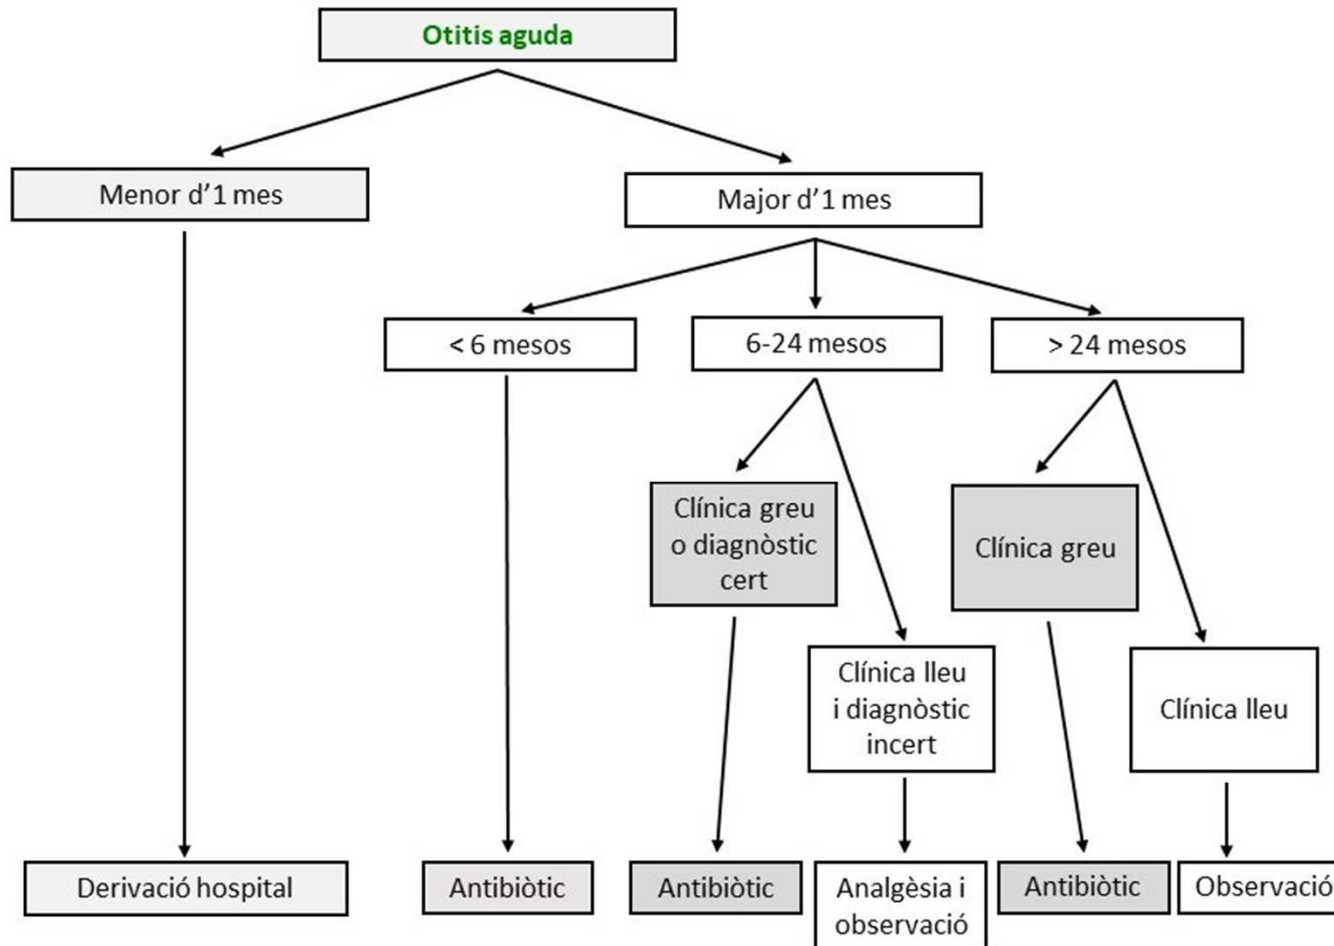 Otitis aguda
Menor d'1 mes
Major d'1 mes
< 6 mesos
6-24 mesos
> 24 mesos
Clínica greu
o diagnòstic
cert
Clínica greu
Clínica lleu
i diagnòstic
incert
Clínica lleu
Derivació hospital
Antibiòtic
Antibiòtic
Analgèsia i
observació
Antibiòtic
Observació